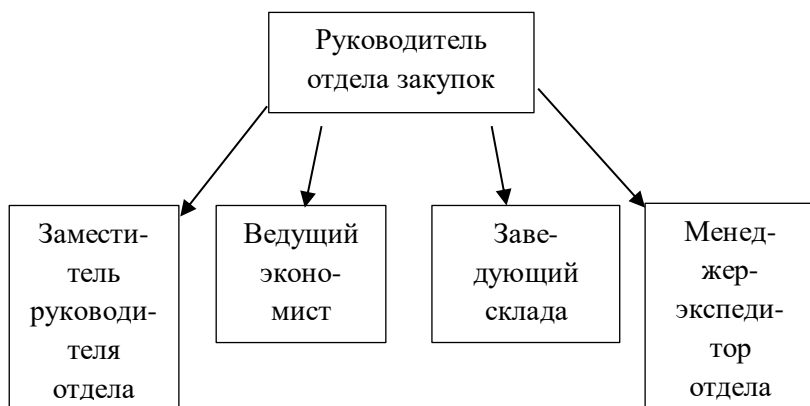 Руководитель
отдела закупок
Замести-
тель
руководи-
теля
отдела
Ведущий
эконо-
мист
Заве-
дующий
склада
Менед-
жер-
экспеди-
тор
отдела